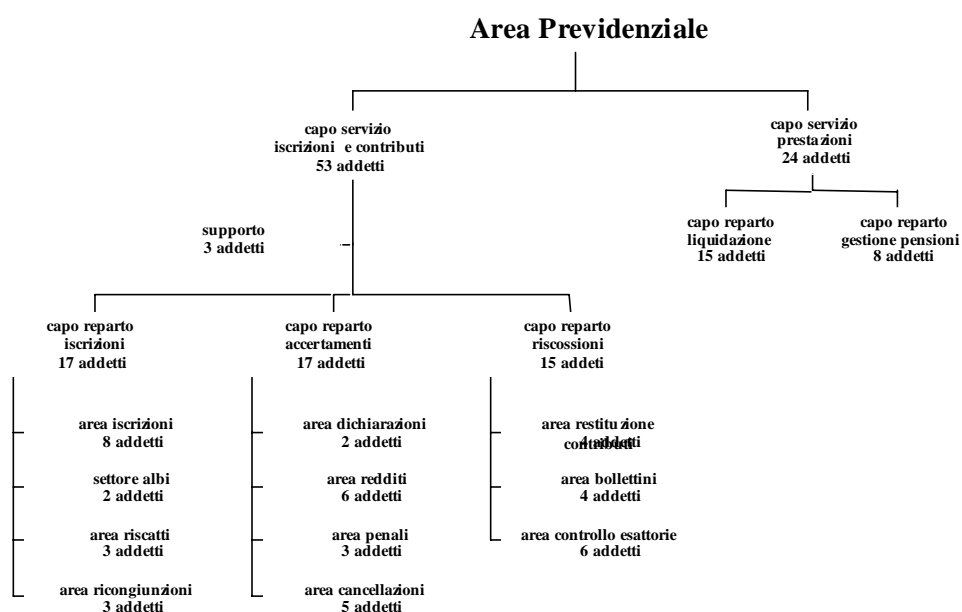 Area Previdenziale
capo servizio
iscrizioni e contributi
53 addetti
capo servizio
prestazioni
24 addetti
supporto
3 addetti
capo reparto
liquidazione
15 addetti
capo reparto
gestione pensioni
8 addetti
capo reparto
iscrizioni
17 addetti
capo reparto
accertamenti
17 addetti
capo reparto
riscossioni
15 addeti
area iscrizioni
8 addetti
settore albi
2 addetti
area riscatti
3 addetti
area ricongiunzioni
3 addetti
area dichiarazioni
2 addetti
area redditi
6 addetti
area penali
3 addetti
area cancellazioni
5 addetti
area restituzione
contributi
4 addetti
area bollettini
4 addetti
area controllo esattorie
6 addetti